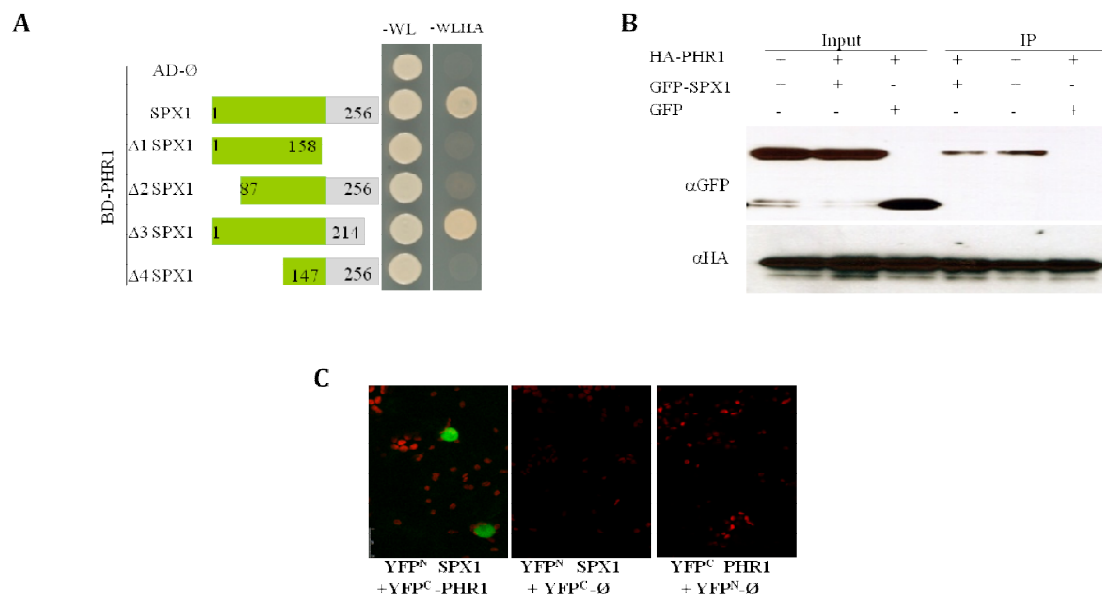 A
-WL
-WLHA
BD-PHR1
AD-Ø
SPX1
1
256
Δ1 SPX1
1
158
Δ2 SPX1
87
256
Δ3 SPX1
1
214
Δ4 SPX1
147
256
B
Input
IP
HA-PHR1
– + + + – +
GFP-SPX1
– + - + – -
GFP
- - + - - +
αGFP
αHA
C
YFPᴺ SPX1
+YFPᶜ -PHR1
YFPᴺ SPX1
+ YFPᶜ-Ø
YFPᶜ PHR1
+ YFPᴺ-Ø